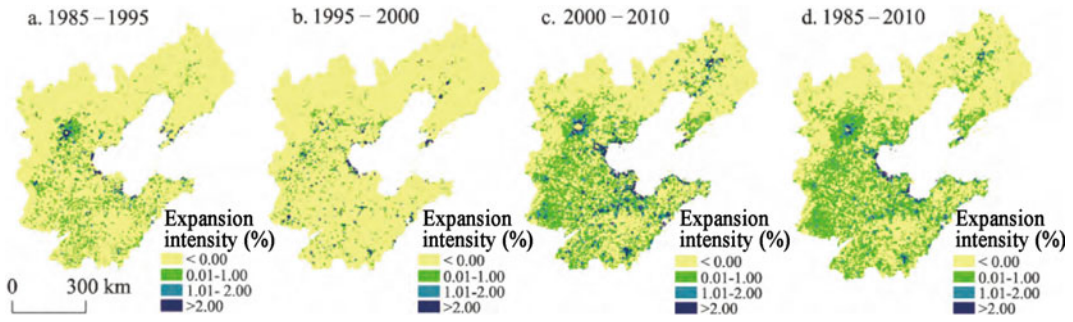 a. 1985–1995
b. 1995–2000
c. 2000–2010
d. 1985–2010
Expansion
intensity (%)
< 0.00
0.01-1.00
1.01- 2.00
>2.00
Expansion
intensity (%)
< 0.00
0.01-1.00
1.01-2.00
>2.00
Expansion
intensity (%)
< 0.00
0.01-1.00
1.01-2.00
>2.00
Expansion
intensity (%)
< 0.00
0.01-1.00
1.01-2.00
>2.00
0 300 km